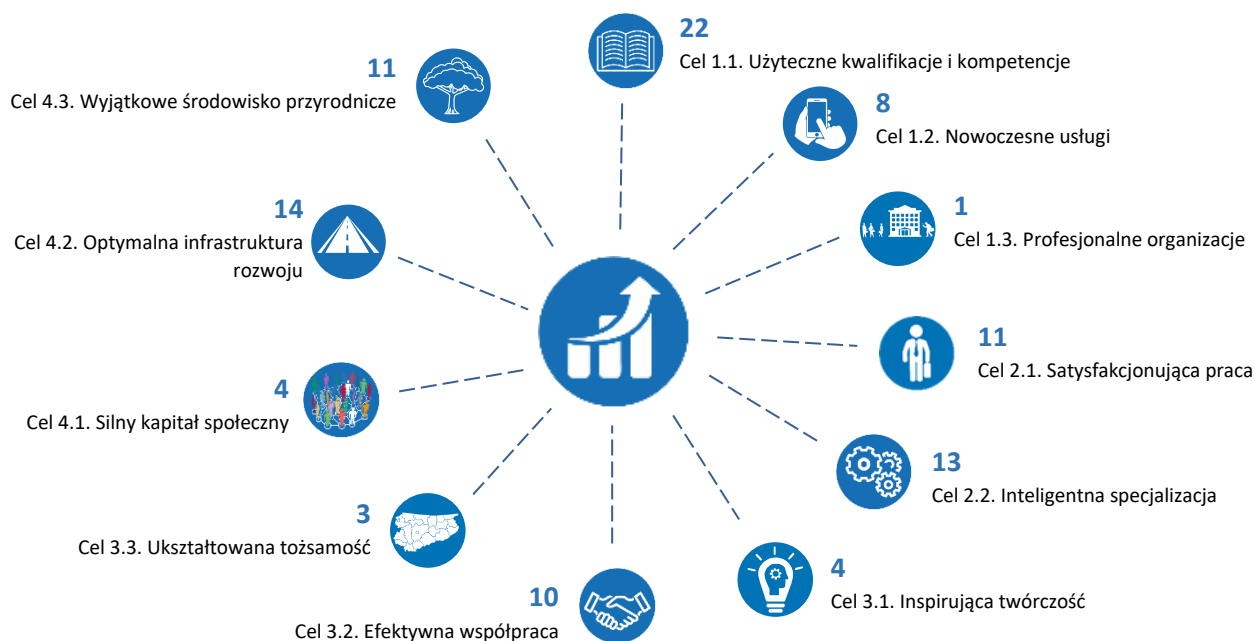 22
Cel 1.1. Użyteczne kwalifikacje i kompetencje
8
Cel 1.2. Nowoczesne usługi
1
Cel 1.3. Profesjonalne organizacje
11
Cel 2.1. Satysfakcjonująca praca
13
Cel 2.2. Inteligentna specjalizacja
4
Cel 3.1. Inspirująca twórczość
10
Cel 3.2. Efektywna współpraca
3
Cel 3.3. Ukształtowana tożsamość
4
Cel 4.1. Silny kapitał społeczny
14
Cel 4.2. Optymalna infrastruktura
rozwoju
11
Cel 4.3. Wyjątkowe środowisko przyrodnicze